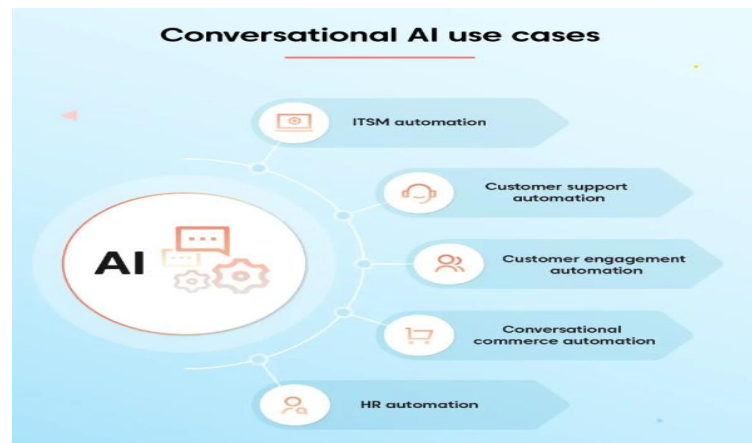 Conversational AI use cases
ITSM automation
Customer support
automation
AI
Customer engagement
automation
Conversational
commerce automation
HR automation